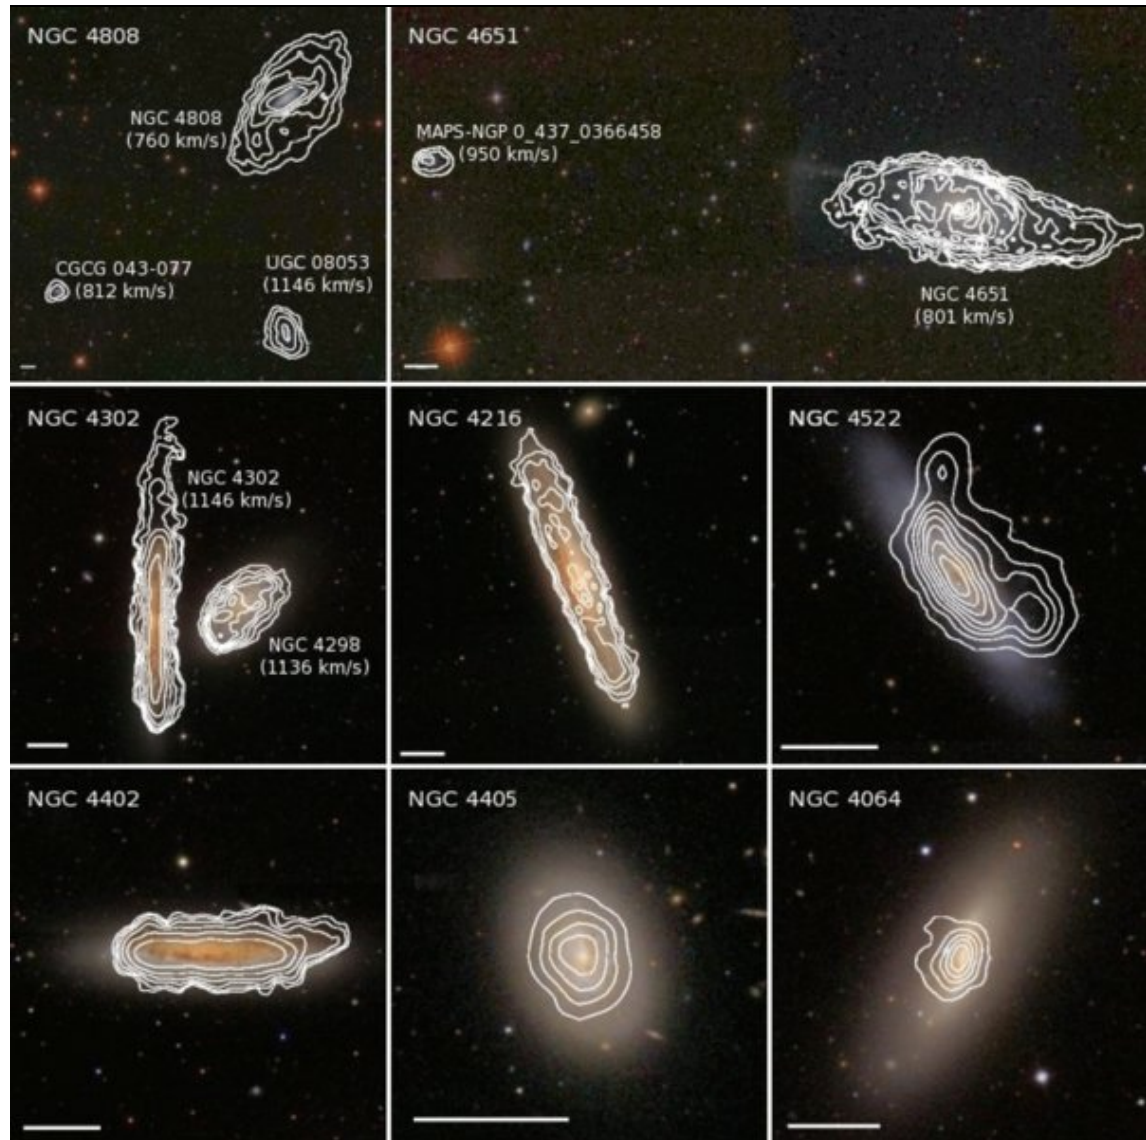 NGC 4808
NGC 4808
(760 km/s)
CGCG 043-077
(812 km/s)
UGC 08053
(1146 km/s)
NGC 4651
MAPS-NGP 0_437_0366458
(950 km/s)
NGC 4651
(801 km/s)
NGC 4302
NGC 4302
(1146 km/s)
NGC 4298
(1136 km/s)
NGC 4216
NGC 4522
NGC 4402
NGC 4405
NGC 4064